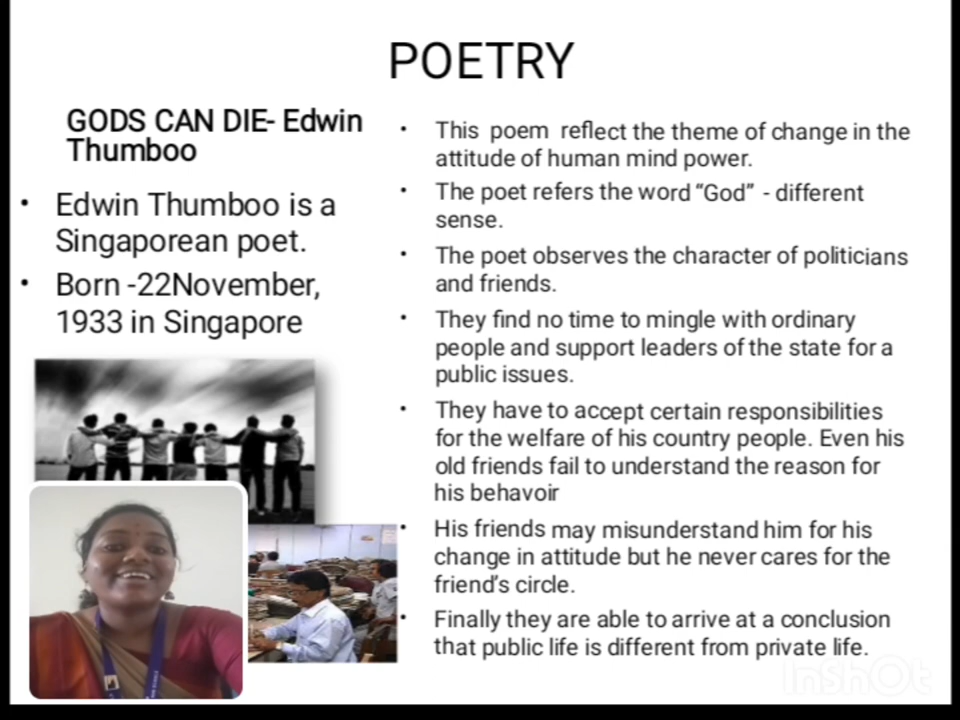 POETRY
GODS CAN DIE- Edwin
Thumboo
• Edwin Thumboo is a
Singaporean poet.
• Born -22November,
1933 in Singapore
• This poem reflect the theme of change in the
attitude of human mind power.
• The poet refers the word “God” - different
sense.
• The poet observes the character of politicians
and friends.
• They find no time to mingle with ordinary
people and support leaders of the state for a
public issues.
• They have to accept certain responsibilities
for the welfare of his country people. Even his
old friends fail to understand the reason for
his behavoir
• His friends may misunderstand him for his
change in attitude but he never cares for the
friend’s circle.
• Finally they are able to arrive at a conclusion
that public life is different from private life.
InShOt